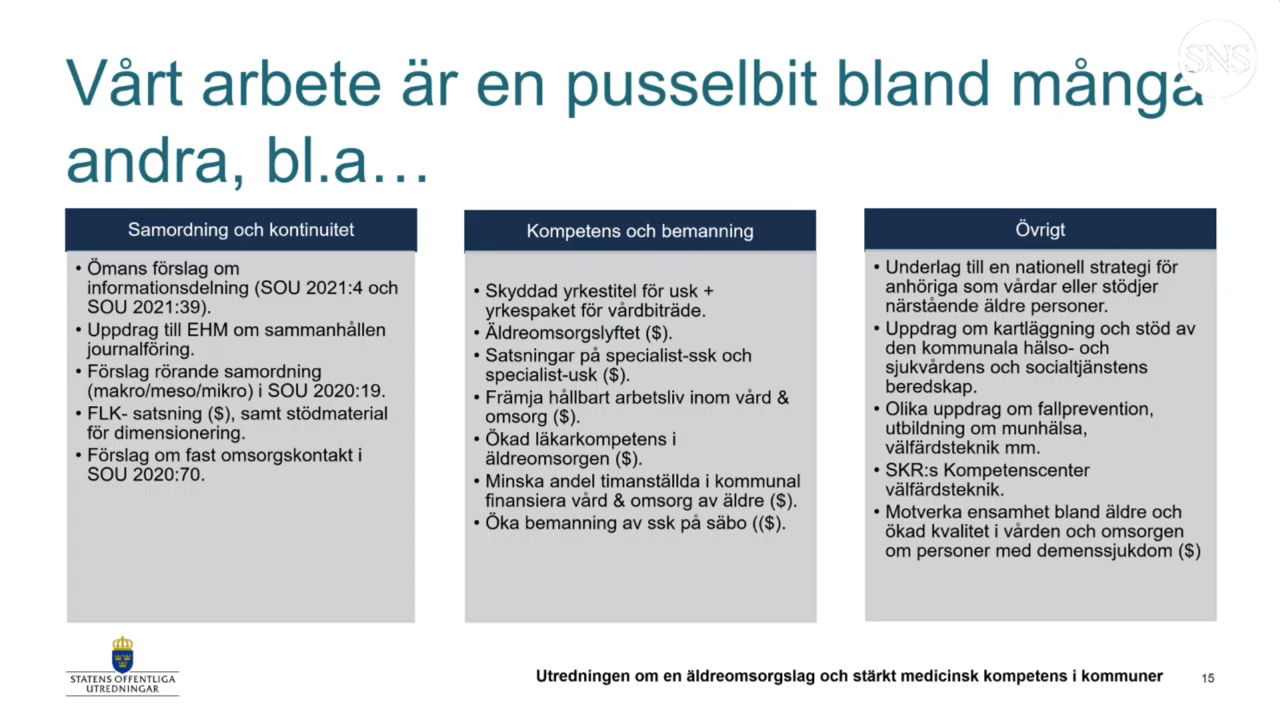 SNS
Vårt arbete är en pusselbit bland många
andra, bl.a…
Samordning och kontinuitet
• Ömans förslag om
informationsdelning (SOU 2021:4 och
SOU 2021:39).
• Uppdrag till EHM om sammanhållen
journalföring.
• Förslag rörande samordning
(makro/meso/mikro) i SOU 2020:19.
• FLK- satsning ($), samt stödmaterial
för dimensionering.
• Förslag om fast omsorgskontakt i
SOU 2020:70.
Kompetens och bemanning
• Skyddad yrkestitel för usk +
yrkespaket för vårdbiträde.
• Äldreomsorgslyftet ($).
• Satsningar på specialist-ssk och
specialist-usk ($).
• Främja hållbart arbetsliv inom vård &
omsorg ($).
• Ökad läkarkompetens i
äldreomsorgen ($).
• Minska andel timanställda i kommunal
finansiera vård & omsorg av äldre ($).
• Öka bemanning av ssk på säbo (($).
Övrigt
• Underlag till en nationell strategi för
anhöriga som vårdar eller stödjer
närstående äldre personer.
• Uppdrag om kartläggning och stöd av
den kommunala hälso- och
sjukvårdens och socialtjänstens
beredskap.
• Olika uppdrag om fallprevention,
utbildning om munhälsa,
välfärdsteknik mm.
• SKR:s Kompetenscenter
välfärdsteknik.
• Motverka ensamhet bland äldre och
ökad kvalitet i vården och omsorgen
om personer med demenssjukdom ($)
STATENS OFFENTLIGA
UTREDNINGAR
Utredningen om en äldreomsorgslag och stärkt medicinsk kompetens i kommuner
15